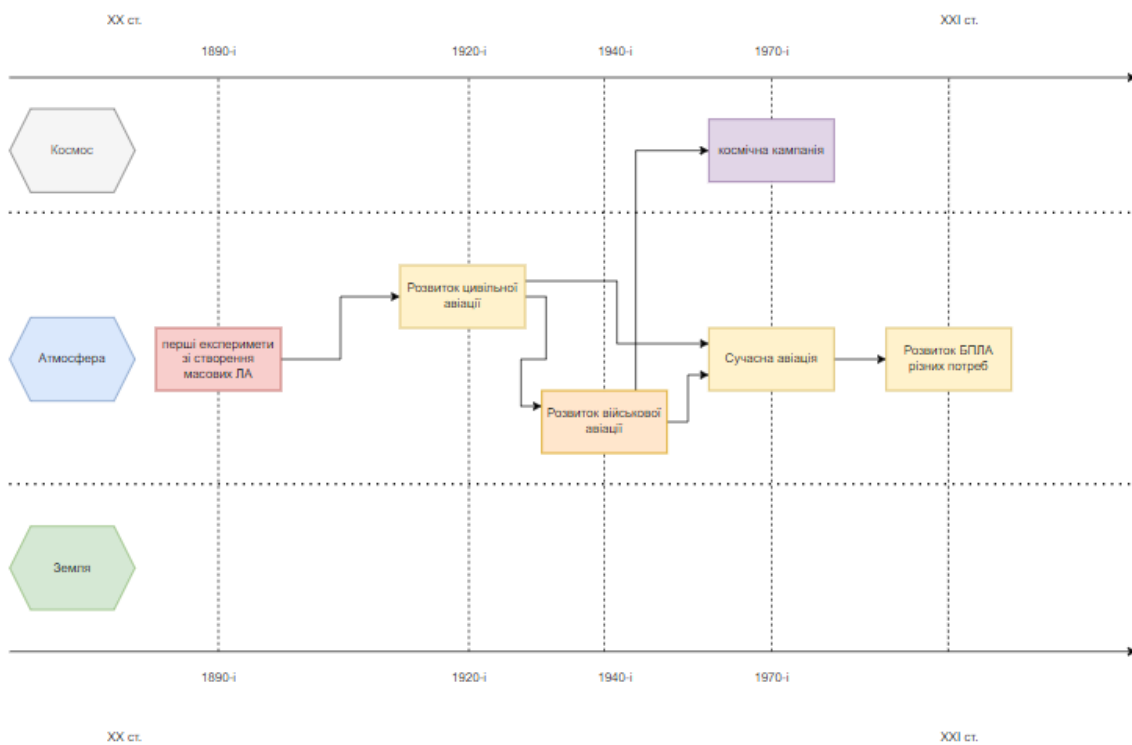 XX ст.
XXI ст.
1890-і
1920-і
1940-і
1970-і
Космос
космічна кампанія
Розвиток цивільної
авіації
Атмосфера
перші експеримети
зі створення
масових ЛА
Сучасна авіація
Розвиток БПЛА
різних потреб
Розвиток військової
авіації
Земля
1890-і
1920-і
1940-і
1970-і
XX ст.
XXI ст.